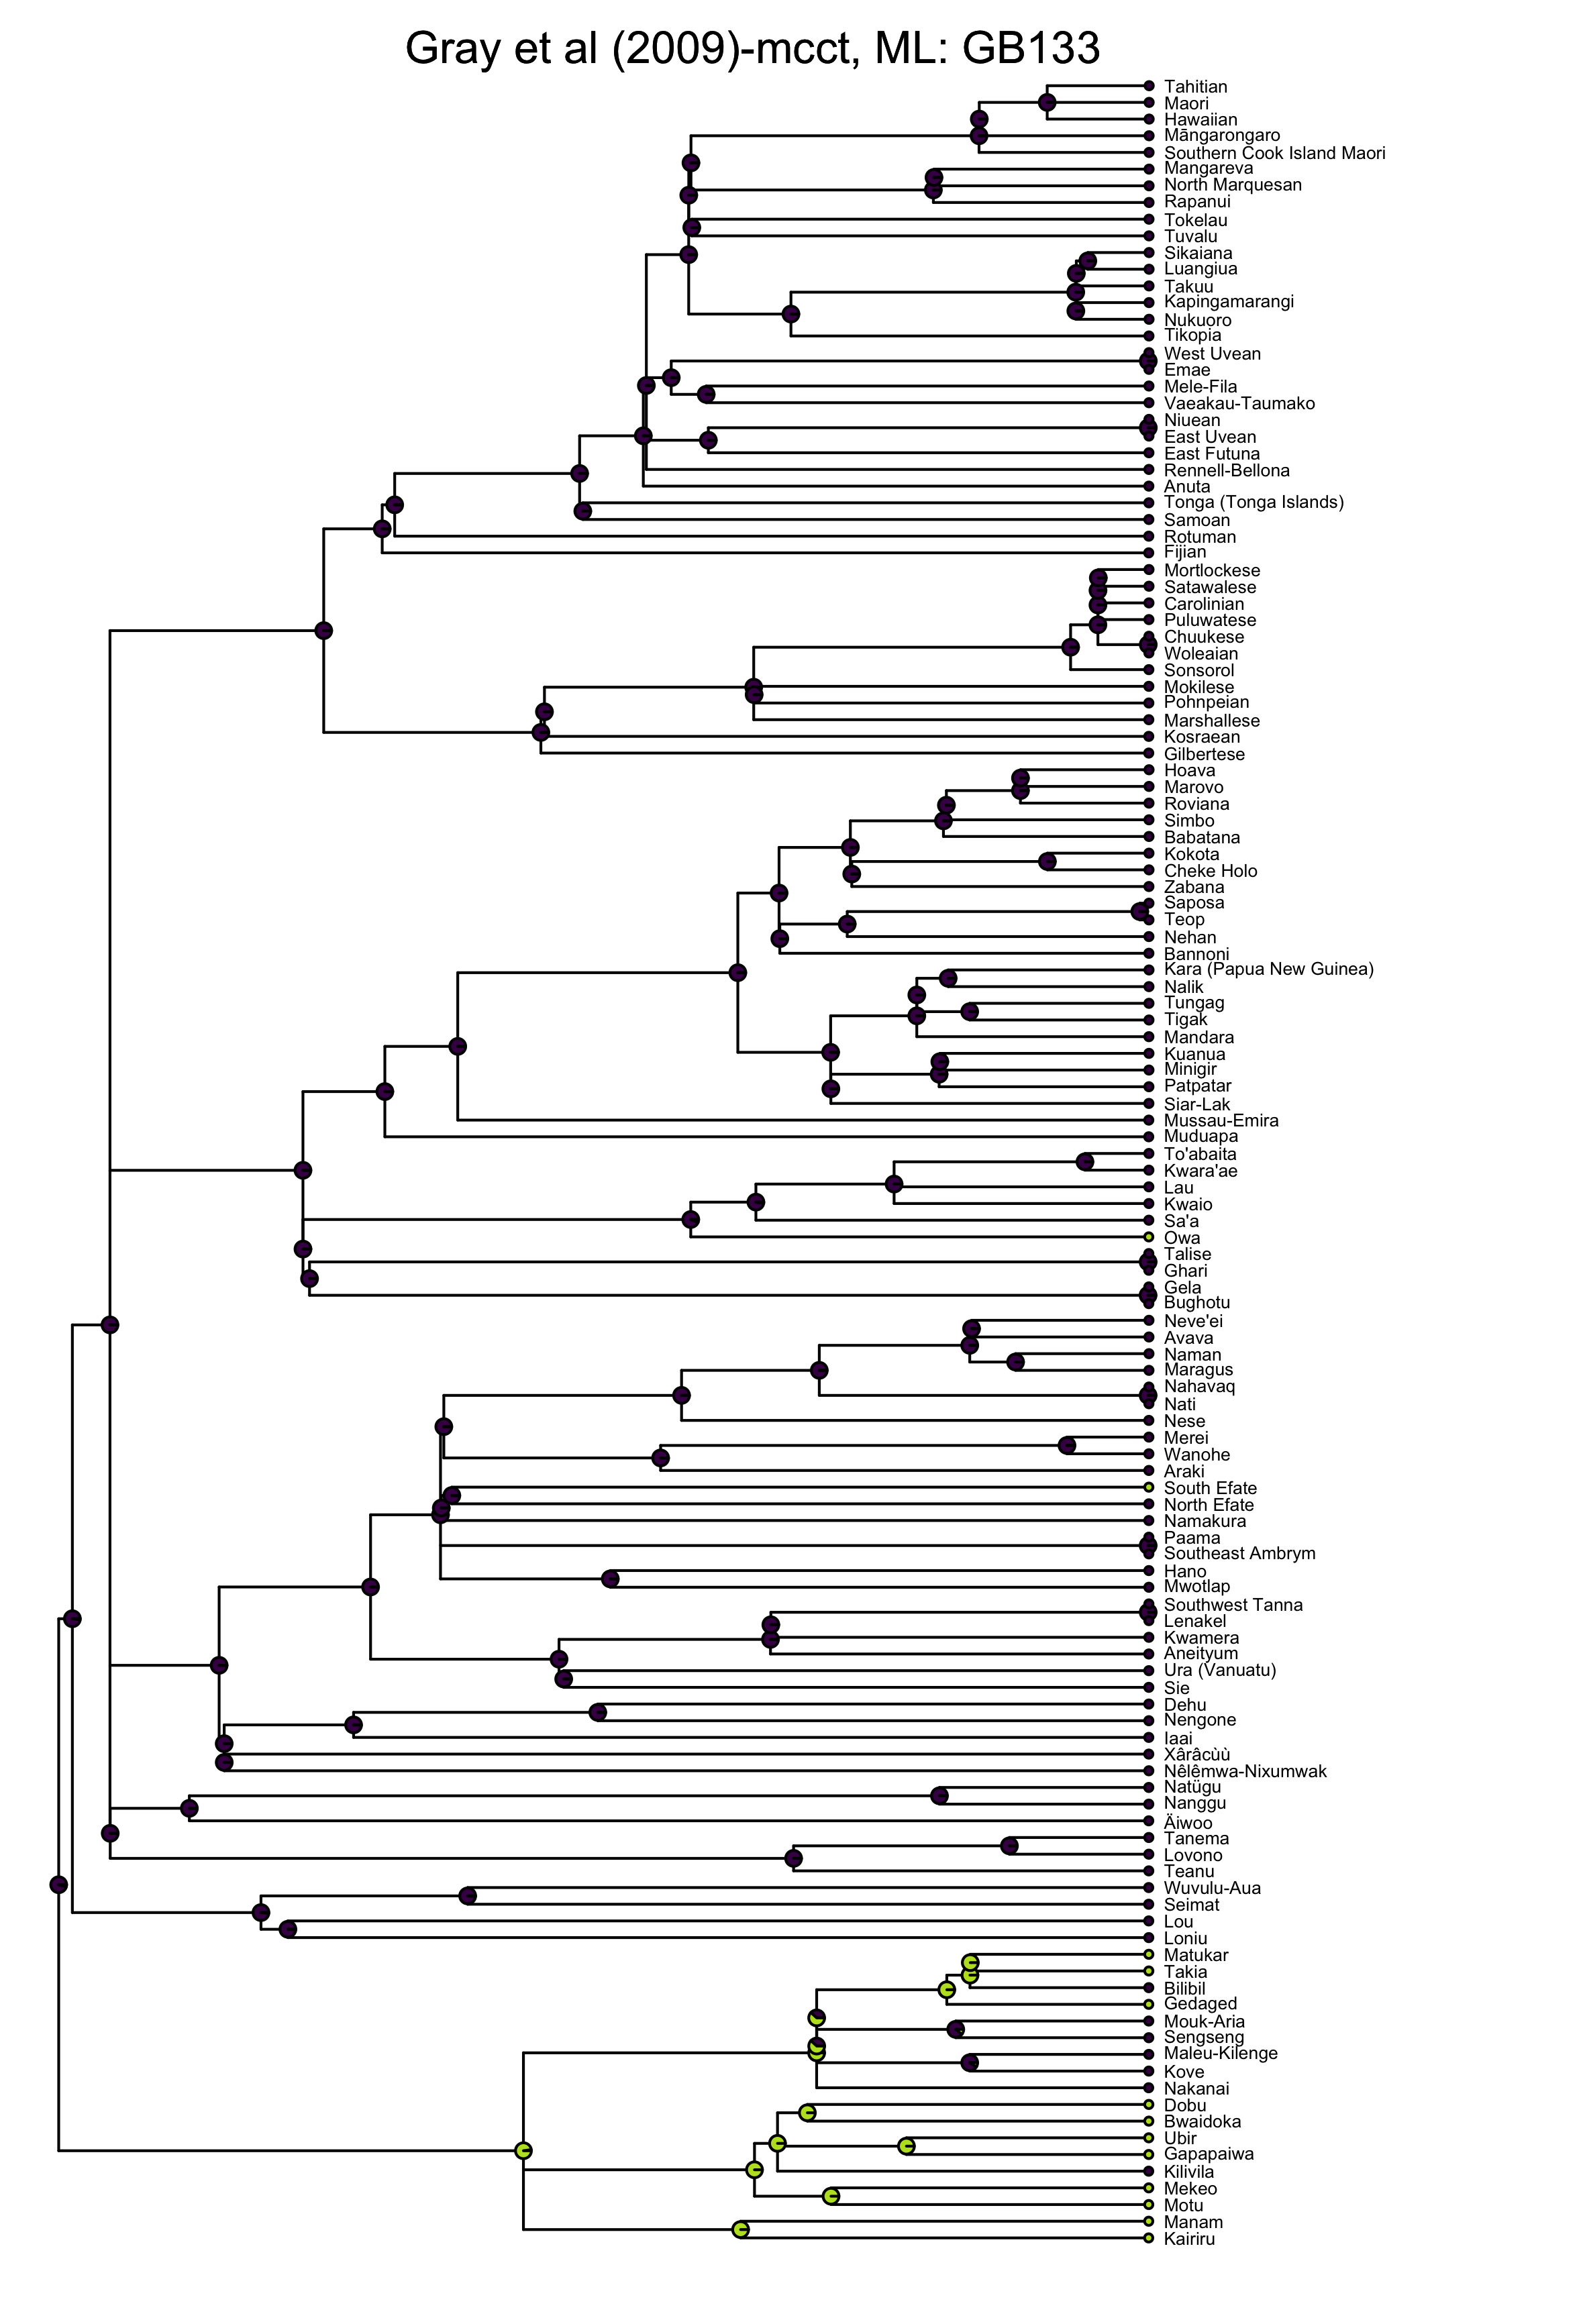 Gray et al (2009)-mcct, ML: GB133
Tahitian
Maori
Hawaiian
Māngarongaro
Southern Cook Island Maori
Mangareva
North Marquesan
Rapanui
Tokelau
Tuvalu
Sikaiana
Luangiua
Takuu
Kapingamarangi
Nukuoro
Tikopia
West Uvean
Emae
Mele-Fila
Vaeakau-Taumako
Niuean
East Uvean
East Futuna
Rennell-Bellona
Anuta
Tonga (Tonga Islands)
Samoan
Rotuman
Fijian
Mortlockese
Satawalese
Carolinian
Puluwatese
Chuukese
Woleaian
Sonsorol
Mokilese
Pohnpeian
Marshallese
Kosraean
Gilbertese
Hoava
Marovo
Roviana
Simbo
Babatana
Kokota
Cheke Holo
Zabana
Saposa
Teop
Nehan
Bannoni
Kara (Papua New Guinea)
Nalik
Tungag
Tigak
Mandara
Kuanua
Minigir
Patpatar
Siar-Lak
Mussau-Emira
Muduapa
To'abaita
Kwara'ae
Lau
Kwaio
Sa'a
Owa
Talise
Ghari
Gela
Bughotu
Neve'ei
Avava
Naman
Maragus
Nahavaq
Nati
Nese
Merei
Wanohe
Araki
South Efate
North Efate
Namakura
Paama
Southeast Ambrym
Hano
Mwotlap
Southwest Tanna
Lenakel
Kwamera
Aneityum
Ura (Vanuatu)
Sie
Dehu
Nengone
Iaai
Xârâcùù
Nêlêmwa-Nixumwak
Natügu
Nanggu
Äiwoo
Tanema
Lovono
Teanu
Wuvulu-Aua
Seimat
Lou
Loniu
Matukar
Takia
Bilibil
Gedaged
Mouk-Aria
Sengseng
Maleu-Kilenge
Kove
Nakanai
Dobu
Bwaidoka
Ubir
Gapapaiwa
Kilivila
Mekeo
Motu
Manam
Kairiru